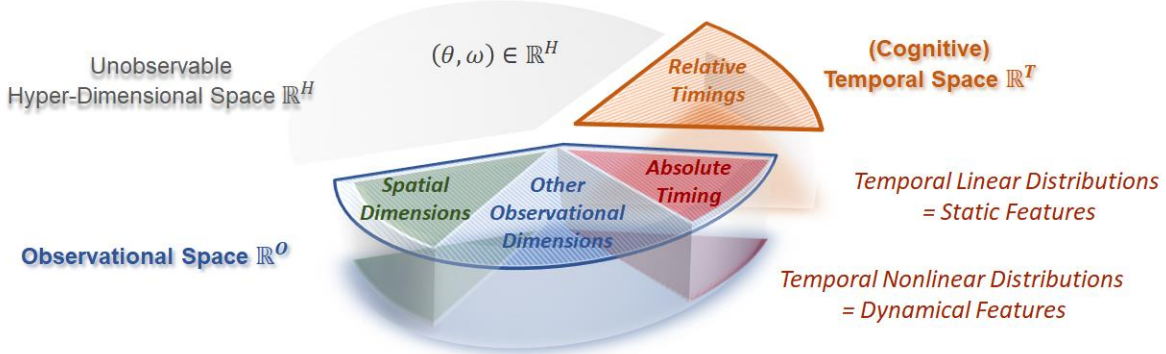 Unobservable
Hyper-Dimensional Space ℝ^H
(θ, ω) ∈ ℝ^H
Relative
Timings
(Cognitive)
Temporal Space ℝ^T
Spatial
Dimensions
Other
Observational
Dimensions
Absolute
Timing
Temporal Linear Distributions
= Static Features
Observational Space ℝ^O
Temporal Nonlinear Distributions
= Dynamical Features